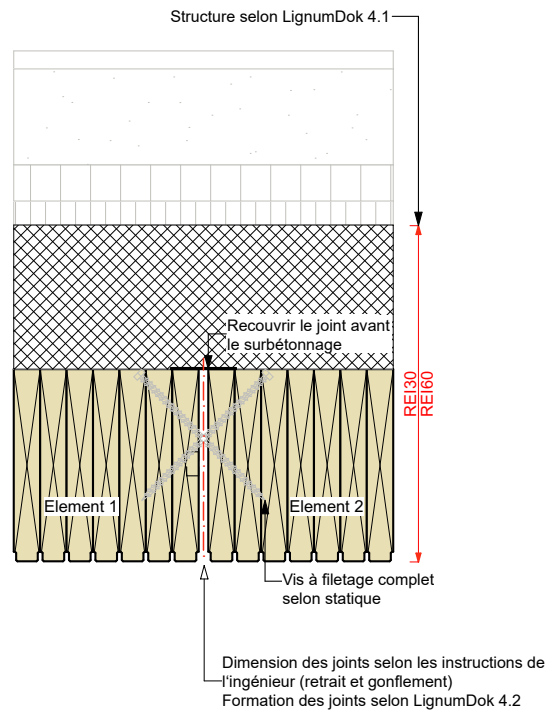 Structure selon LignumDok 4.1
Recouvrir le joint avant
le surbétonnage
REI30
REI60
Element 1
Element 2
Vis à filetage complet
selon statique
Dimension des joints selon les instructions de
l'ingénieur (retrait et gonflement)
Formation des joints selon LignumDok 4.2